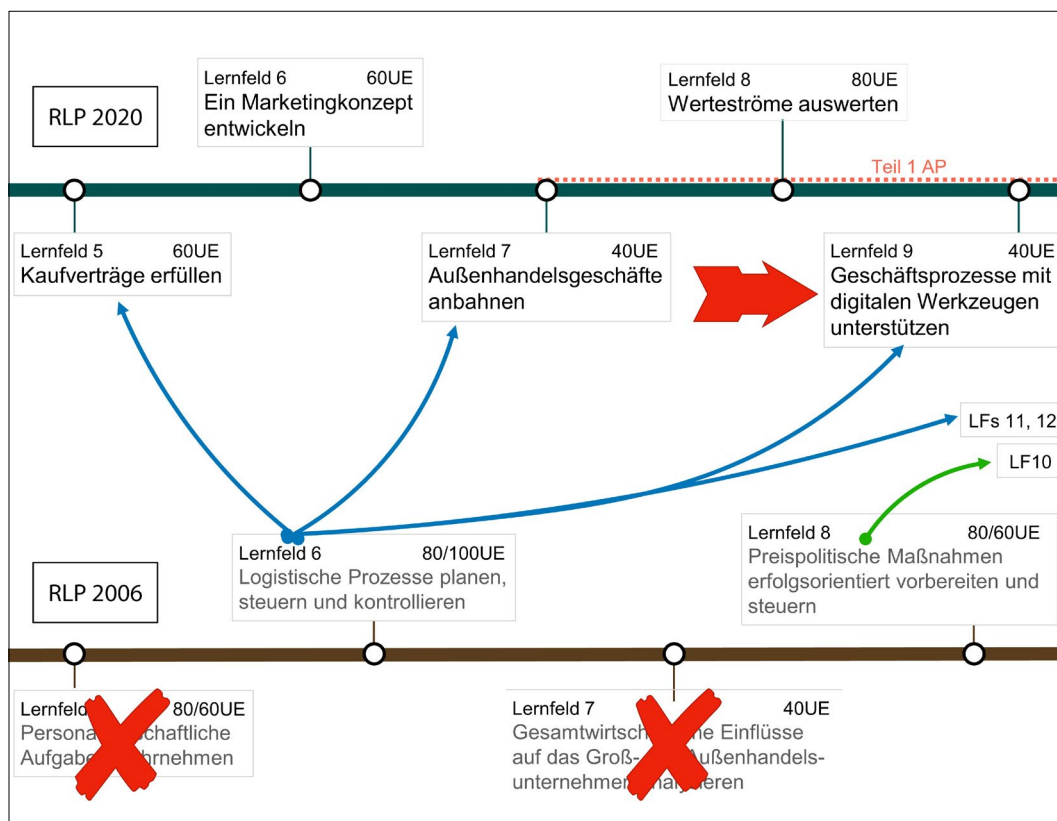 Lernfeld 6 60UE
Ein Marketingkonzept
entwickeln
Lernfeld 8 80UE
Werteströme auswerten
RLP 2020
Teil 1 AP
Lernfeld 5 60UE
Kaufverträge erfüllen
Lernfeld 7 40UE
Außenhandelsgeschäfte
anbahnen
Lernfeld 9 40UE
Geschäftsprozesse mit
digitalen Werkzeugen
unterstützen
LFs 11, 12
LF10
Lernfeld 6 80/100UE
Logistische Prozesse planen,
steuern und kontrollieren
Lernfeld 8 80/60UE
Preispolitische Maßnahmen
erfolgsorientiert vorbereiten und
steuern
RLP 2006
Lernfeld 80/60UE
Lernfeld 7 40UE
Einflüsse
auf das Groß-